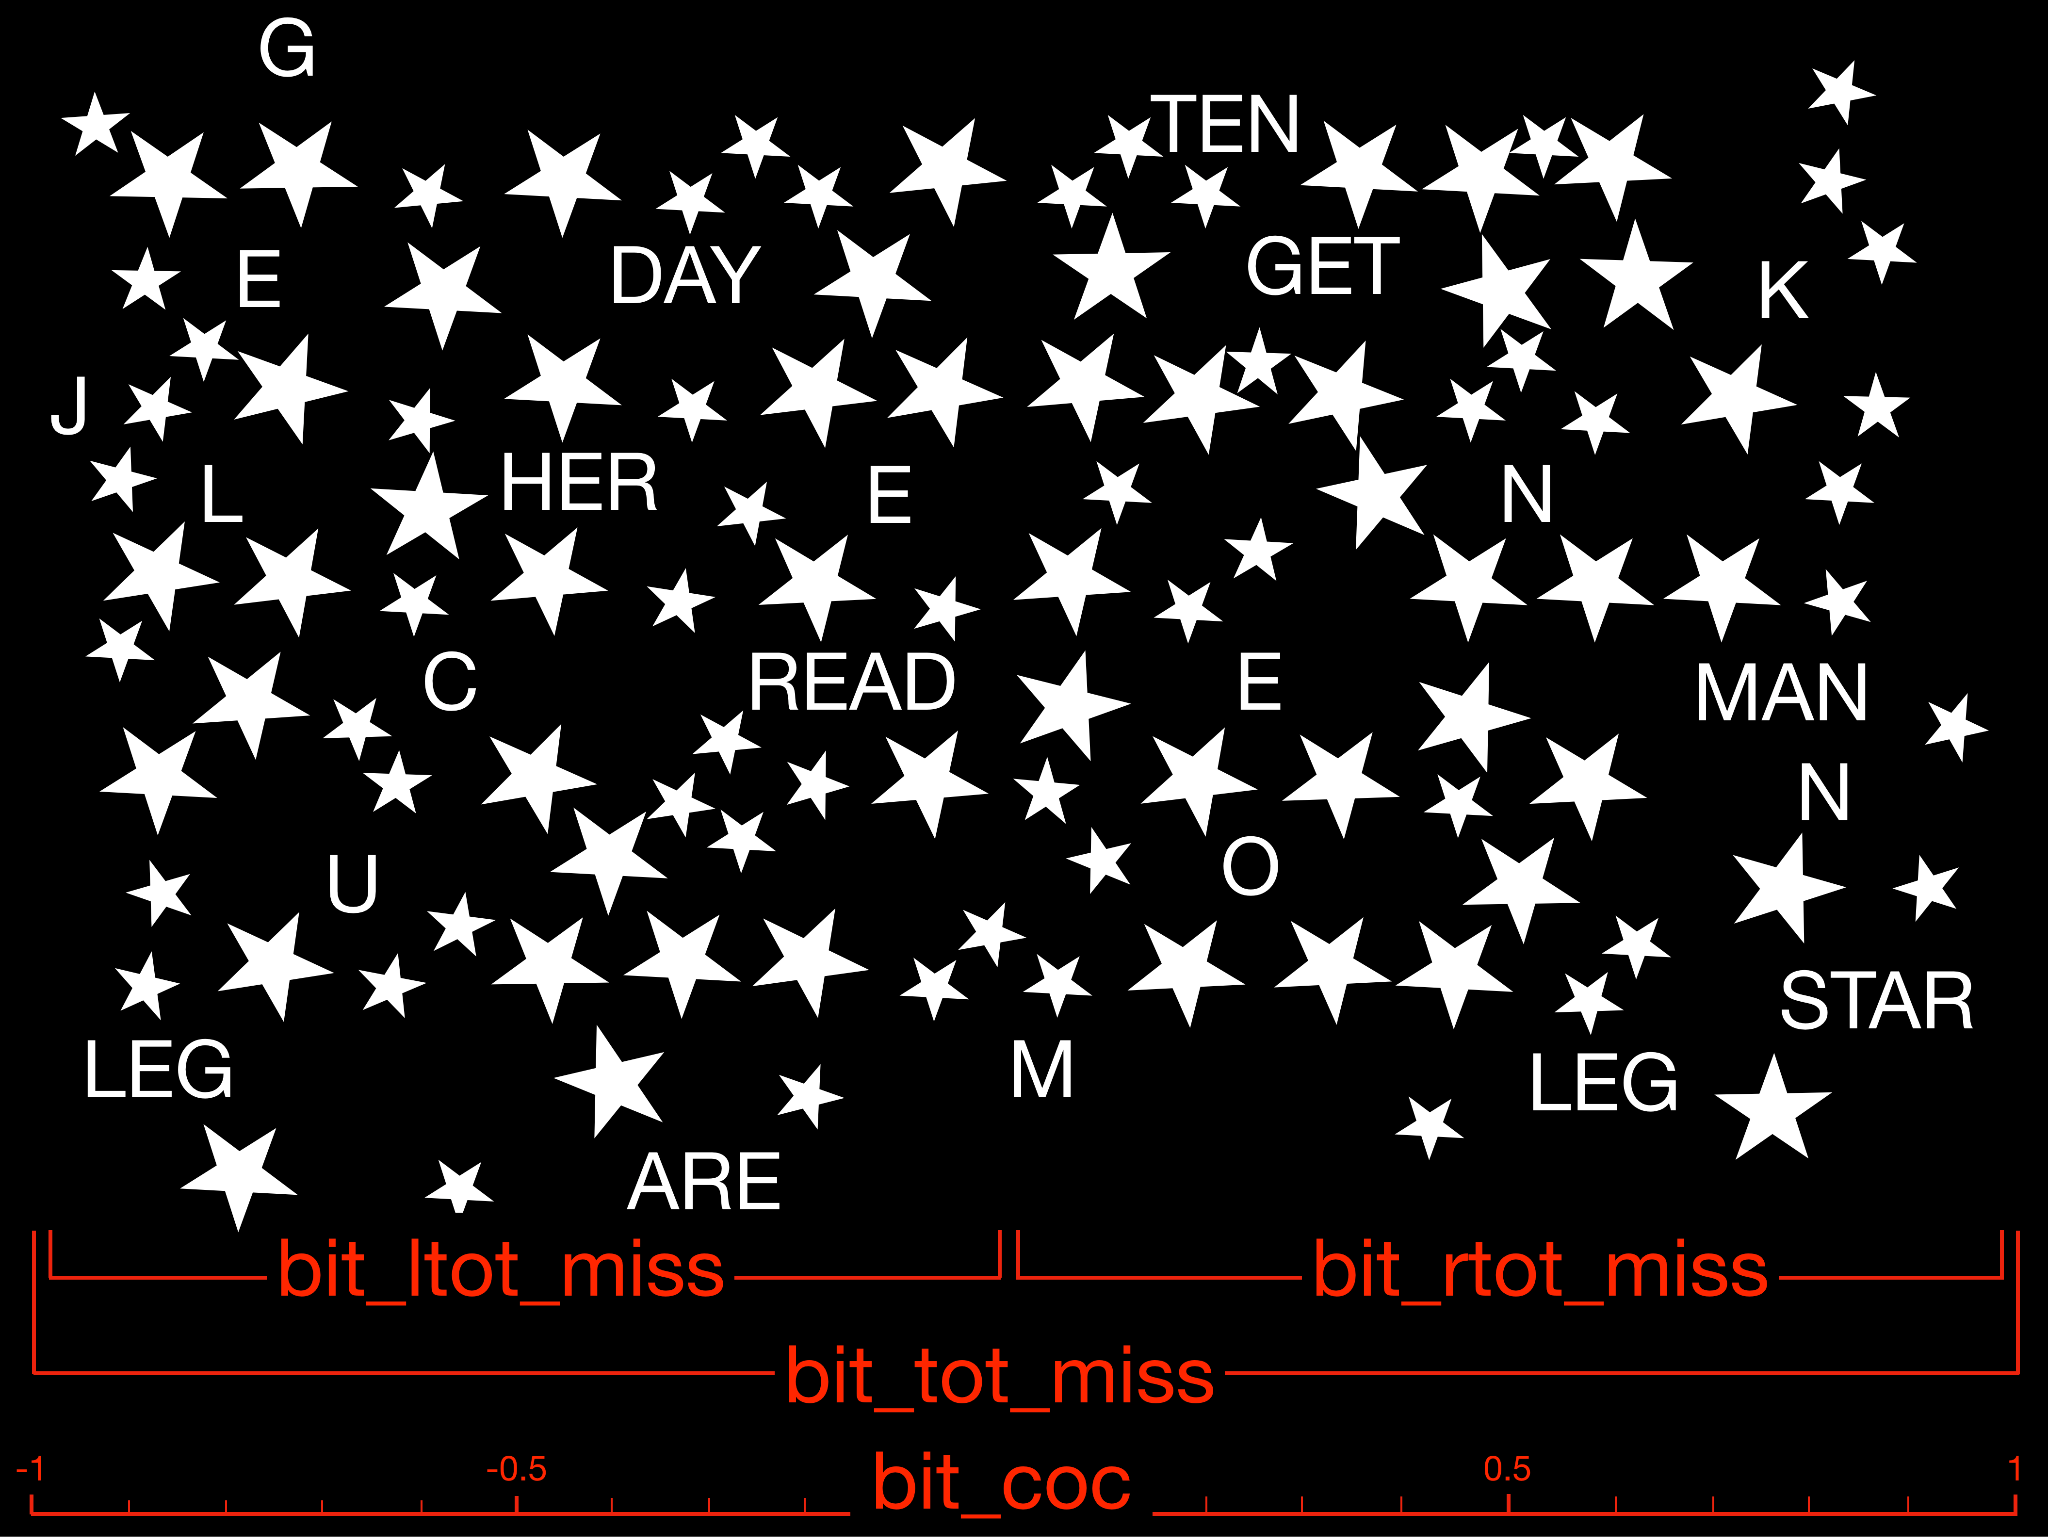 G
TEN
E DAY GET K
J
L HER E N
C READ E MAN
N
U O
STAR
LEG M LEG
ARE
bit_ltot_miss bit_rtot_miss
bit_tot_miss
-1 -0.5 0.5 1
bit_coc